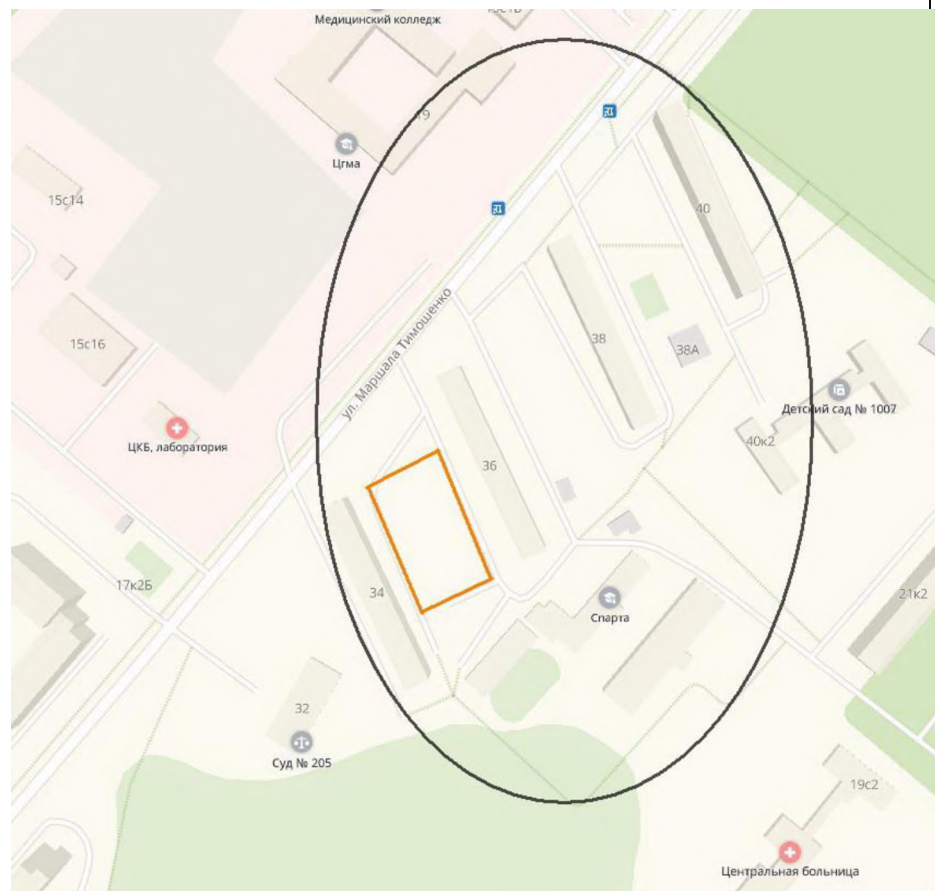 Медицинский колледж
19
Цгма
15с14
40
ул. Маршала Тимошенко
15с16
38
38А
Детский сад № 1007
40к2
ЦКБ, лаборатория
36
17к2Б
34
21к2
Спарта
32
Суд № 205
19с2
Центральная больница